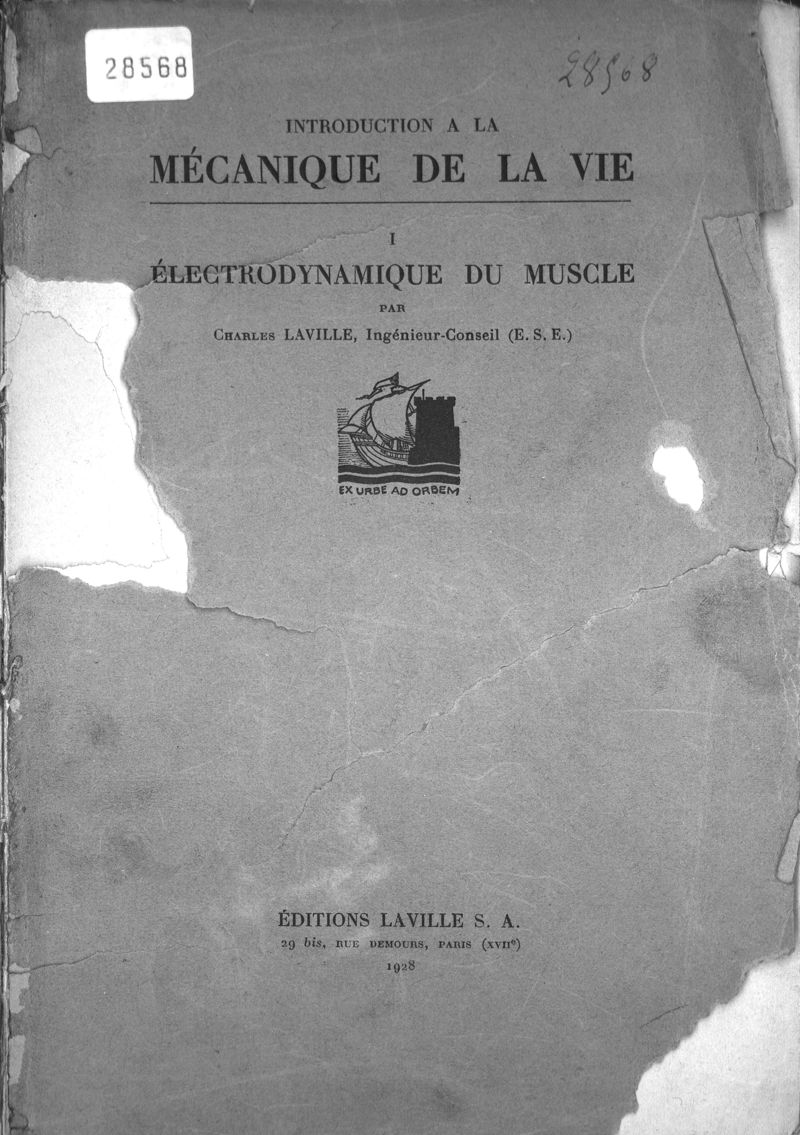 28568
28568
INTRODUCTION A LA
MÉCANIQUE DE LA VIE
I
ÉLECTRODYNAMIQUE DU MUSCLE
PAR
CHARLES LAVILLE, Ingénieur-Conseil (E. S. E.)
EX URBE AD ORBEM
ÉDITIONS LAVILLE S. A.
29 bis, RUE DEMOURS, PARIS (XVIIe)
1928